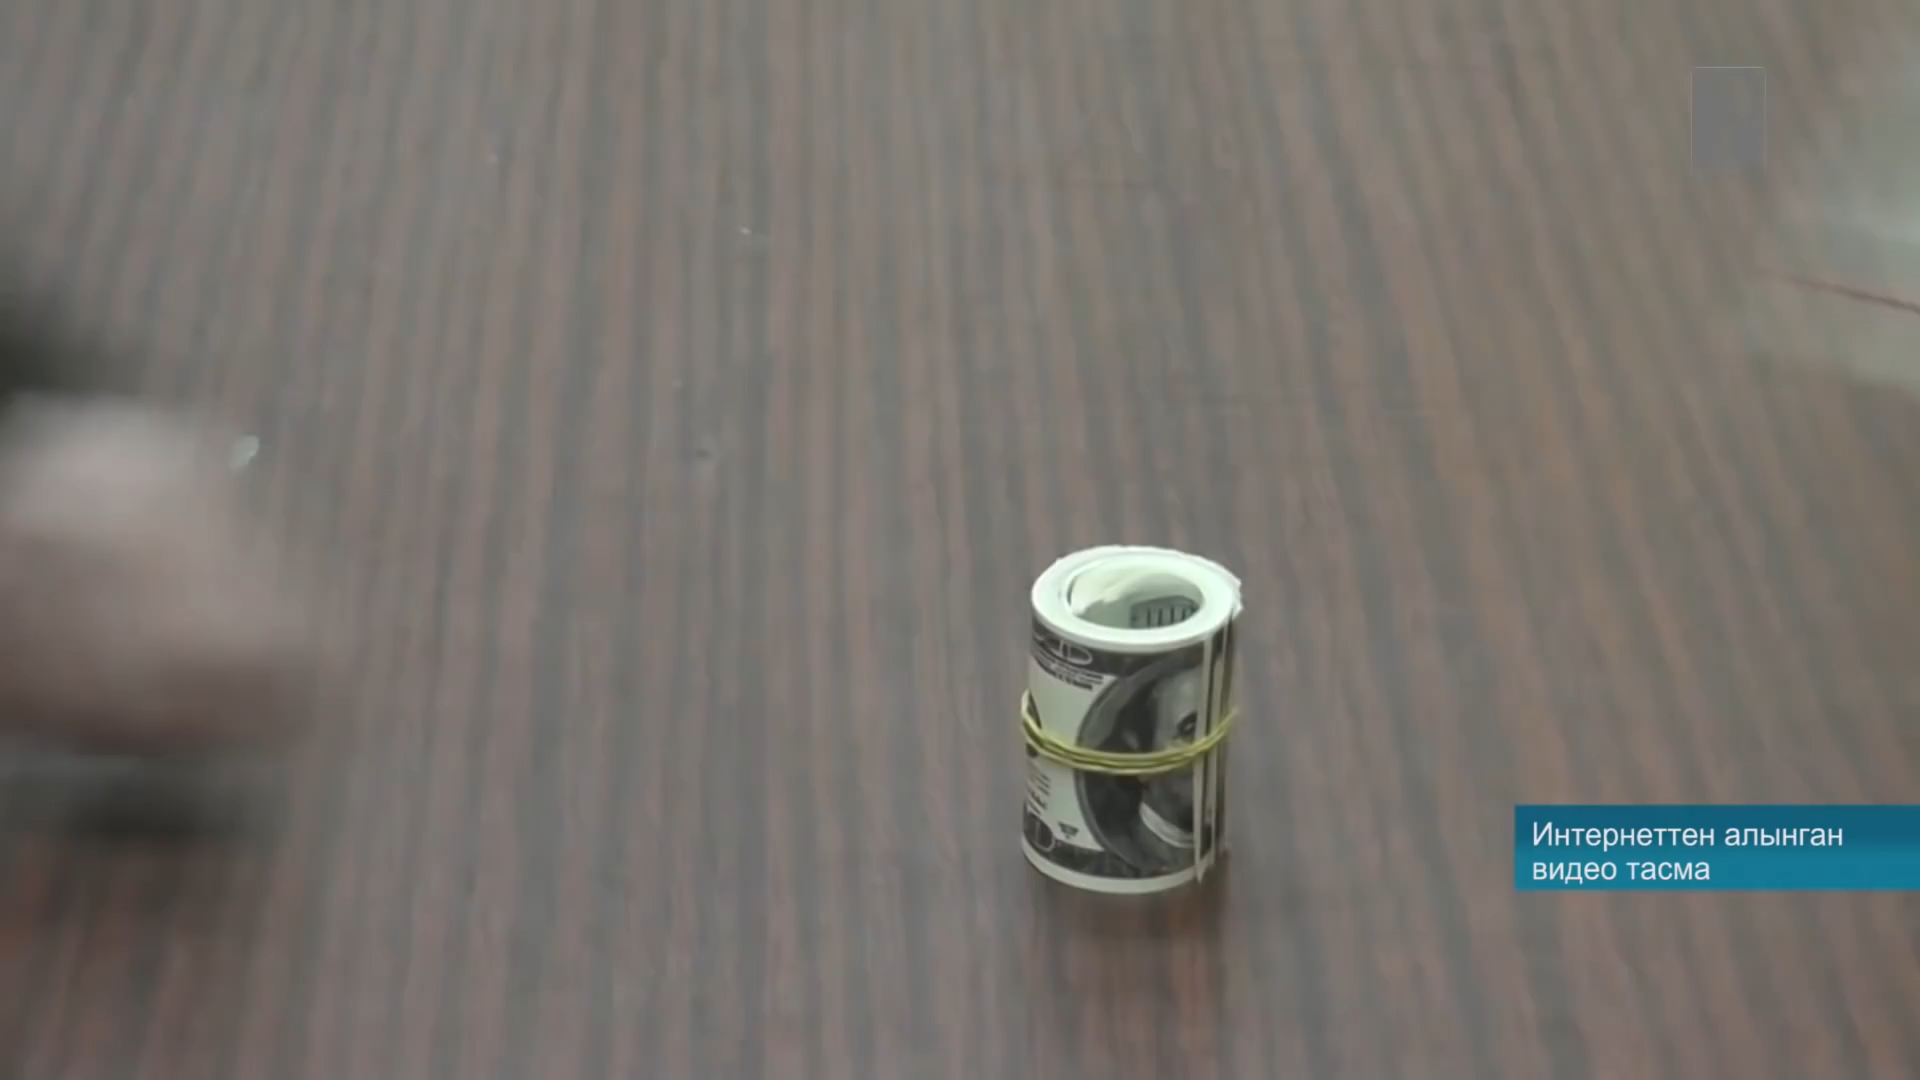 Интернеттен алынган
видео тасма